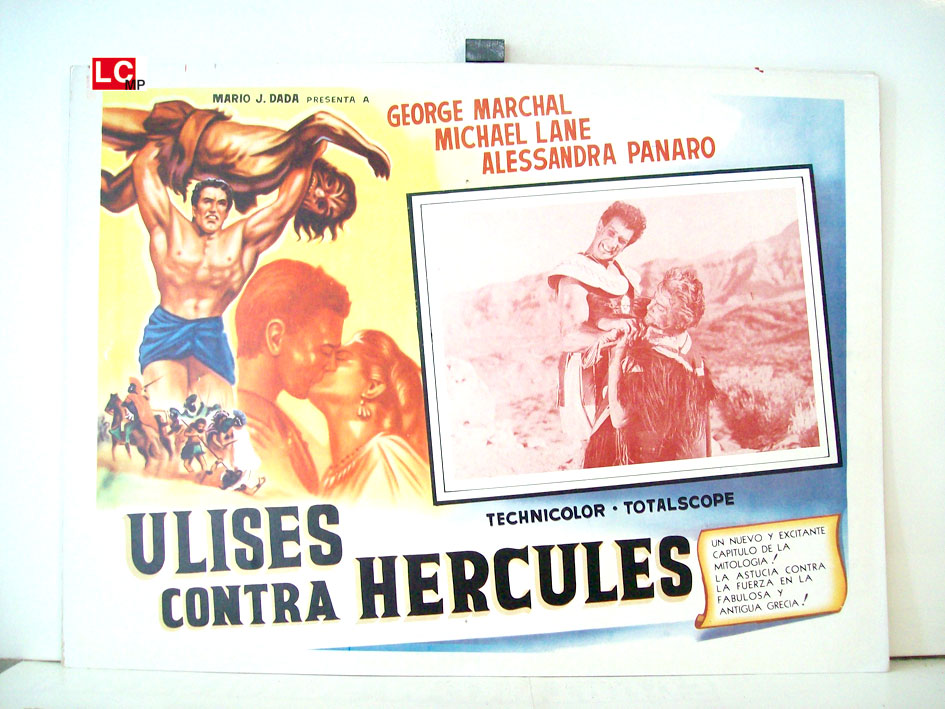 LC
MP
MARIO J. DADA PRESENTA A
GEORGE MARCHAL
MICHAEL LANE
ALESSANDRA PANARO
TECHNICOLOR · TOTALSCOPE
ULISES
CONTRA HERCULES
UN NUEVO Y EXCITANTE
CAPITULO DE LA
MITOLOGIA!
LA ASTUCIA CONTRA
LA FUERZA EN LA
FABULOSA Y
ANTIGUA GRECIA!